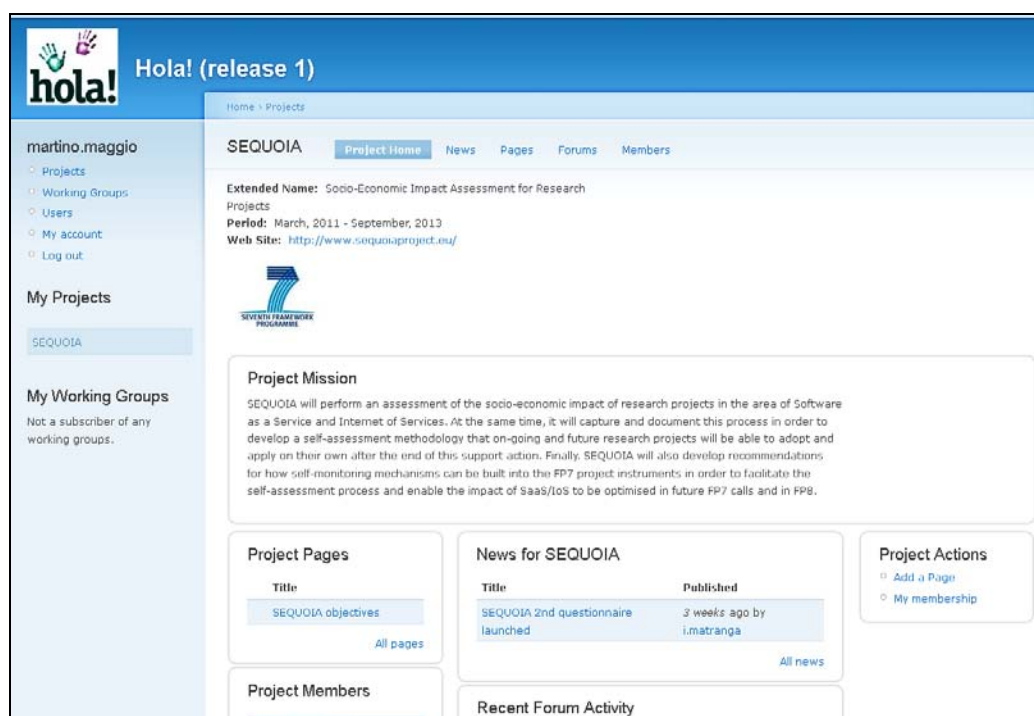 hola!
Hola! (release 1)
Home › Projects
martino.maggio
Projects
Working Groups
Users
My account
Log out
My Projects
SEQUOIA
My Working Groups
Not a subscriber of any
working groups.
SEQUOIA Project Home News Pages Forums Members
Extended Name: Socio-Economic Impact Assessment for Research
Projects
Period: March, 2011 - September, 2013
Web Site: http://www.sequoiaproject.eu/
7
SEVENTH FRAMEWORK
PROGRAMME
Project Mission
SEQUOIA will perform an assessment of the socio-economic impact of research projects in the area of Software
as a Service and Internet of Services. At the same time, it will capture and document this process in order to
develop a self-assessment methodology that on-going and future research projects will be able to adopt and
apply on their own after the end of this support action. Finally, SEQUOIA will also develop recommendations
for how self-monitoring mechanisms can be built into the FP7 project instruments in order to facilitate the
self-assessment process and enable the impact of SaaS/IoS to be optimised in future FP7 calls and in FP8.
Project Pages
Title
SEQUOIA objectives
All pages
Project Members
News for SEQUOIA
Title Published
SEQUOIA 2nd questionnaire 3 weeks ago by
launched i.matranga
All news
Recent Forum Activity
Project Actions
Add a Page
My membership